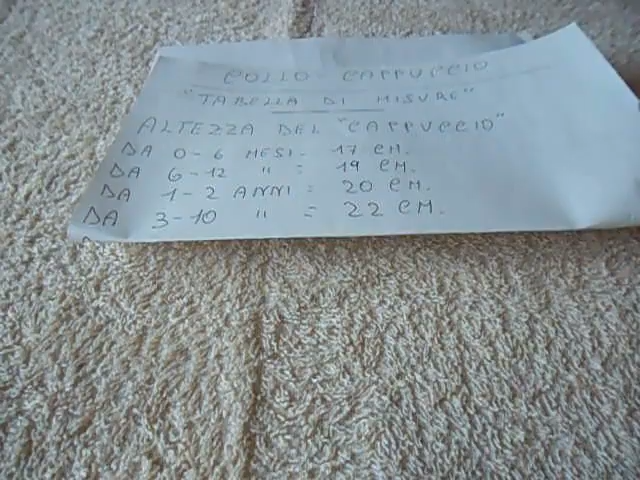 COLLO - CAPPUCCIO
"TABELLA DI MISURE"
ALTEZZA DEL "CAPPUCCIO"
DA 0-6 MESI- 17 CM.
DA 6-12 " = 19 CM.
DA 1-2 ANNI = 20 CM.
DA 3-10 " = 22 CM.